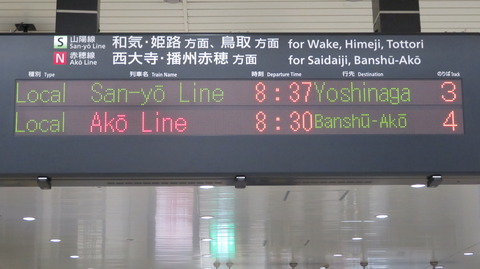 S 山陽線 San-yō Line 和気・姫路 方面、鳥取 方面 for Wake, Himeji, Tottori
N 赤穂線 Akō Line 西大寺・播州赤穂 方面 for Saidaiji, Banshū-Akō
種別 Type 列車名 Train Name 時刻 Departure Time 行先 Destination のりば Track
Local San-yō Line 8:37 Yoshinaga 3
Local Akō Line 8:30 Banshū-Akō 4